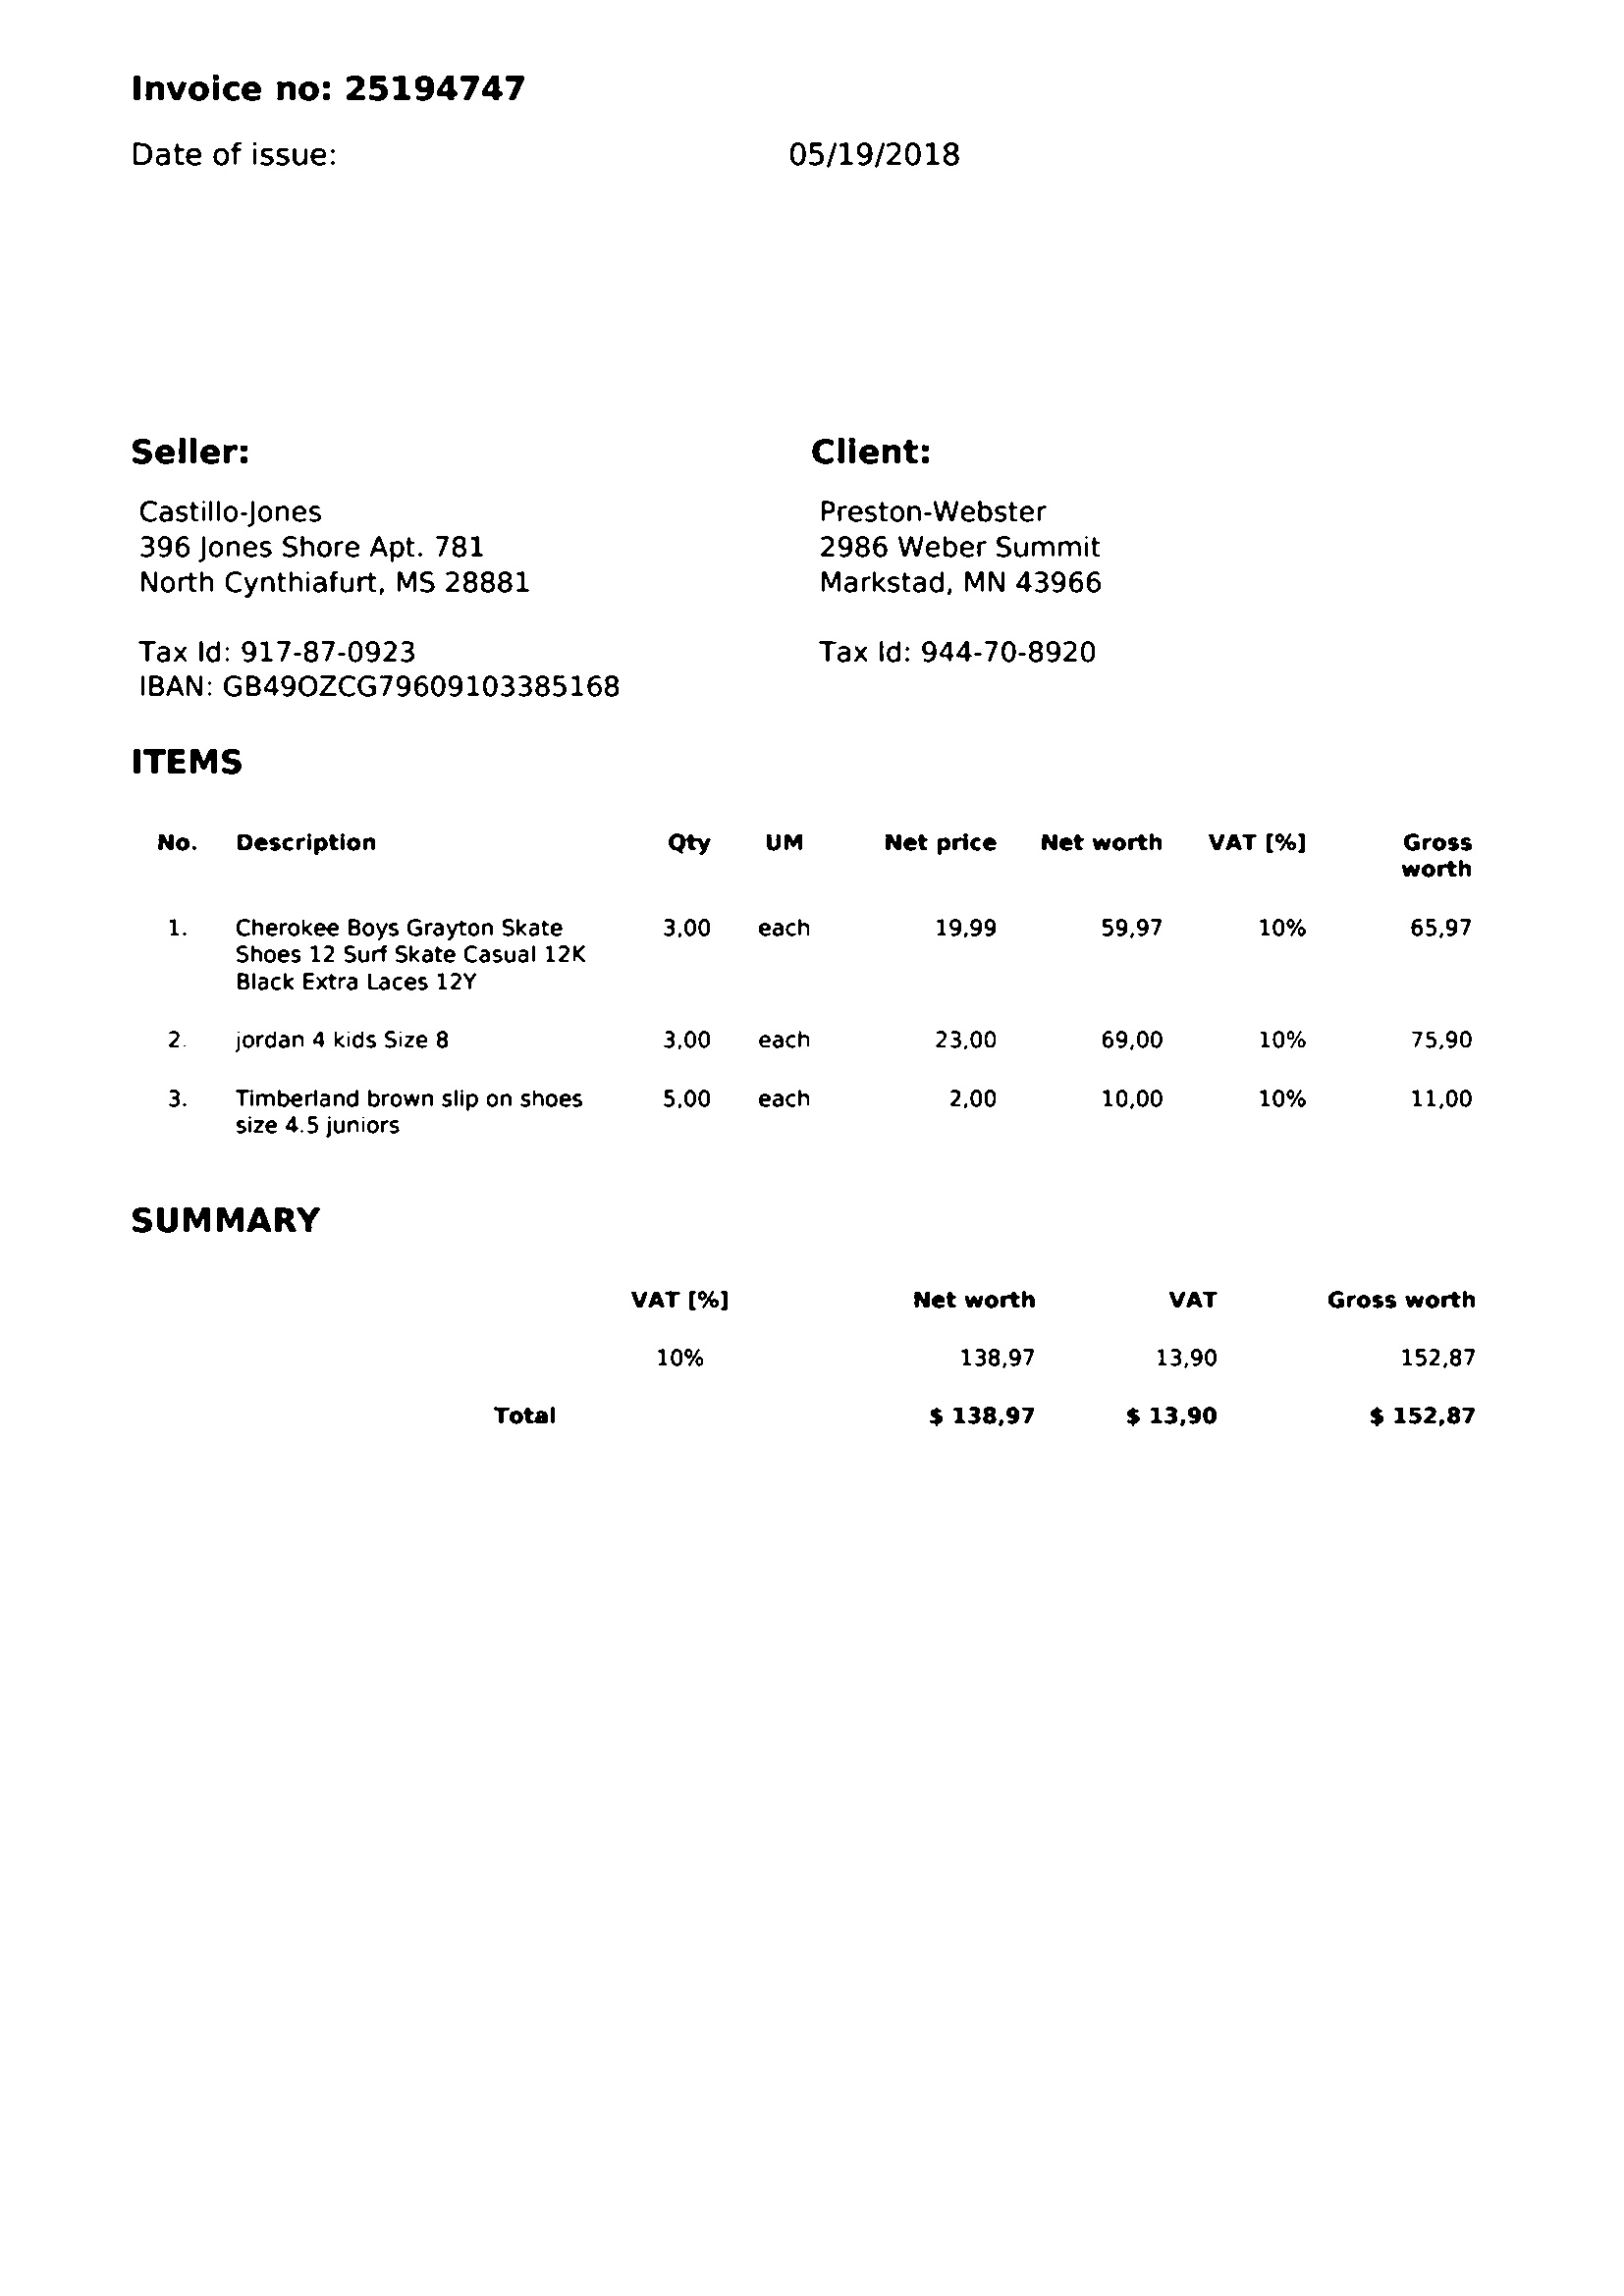 Invoice no: 25194747
Date of issue: 05/19/2018
Seller: Client:
Castillo-Jones Preston-Webster
396 Jones Shore Apt. 781 2986 Weber Summit
North Cynthiafurt, MS 28881 Markstad, MN 43966
Tax Id: 917-87-0923 Tax Id: 944-70-8920
IBAN: GB49OZCG79609103385168
ITEMS
No. Description Qty UM Net price Net worth VAT [%] Gross
worth
1. Cherokee Boys Grayton Skate 3,00 each 19,99 59,97 10% 65,97
Shoes 12 Surf Skate Casual 12K
Black Extra Laces 12Y
2. jordan 4 kids Size 8 3,00 each 23,00 69,00 10% 75,90
3. Timberland brown slip on shoes 5,00 each 2,00 10,00 10% 11,00
size 4.5 juniors
SUMMARY
VAT [%] Net worth VAT Gross worth
10% 138,97 13,90 152,87
Total $ 138,97 $ 13,90 $ 152,87